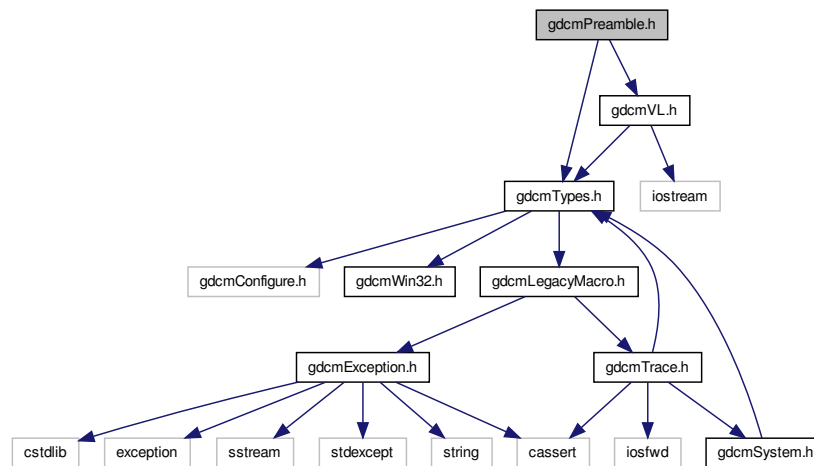 gdcmPreamble.h
gdcmVL.h
gdcmTypes.h
iostream
gdcmConfigure.h
gdcmWin32.h
gdcmLegacyMacro.h
gdcmException.h
gdcmTrace.h
cstdlib
exception
sstream
stdexcept
string
cassert
iosfwd
gdcmSystem.h